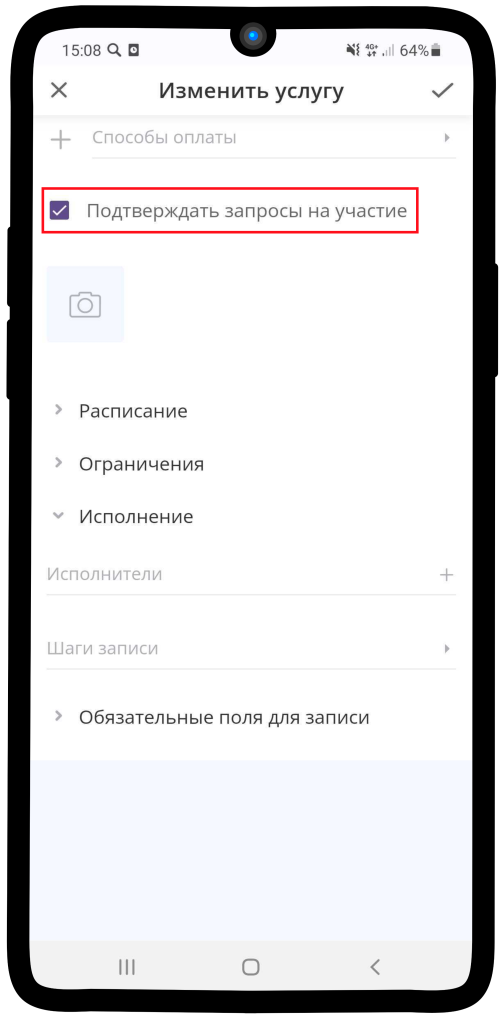 15:08 4G+ 64%
Изменить услугу
Способы оплаты
Подтверждать запросы на участие
Расписание
Ограничения
Исполнение
Исполнители
Шаги записи
Обязательные поля для записи